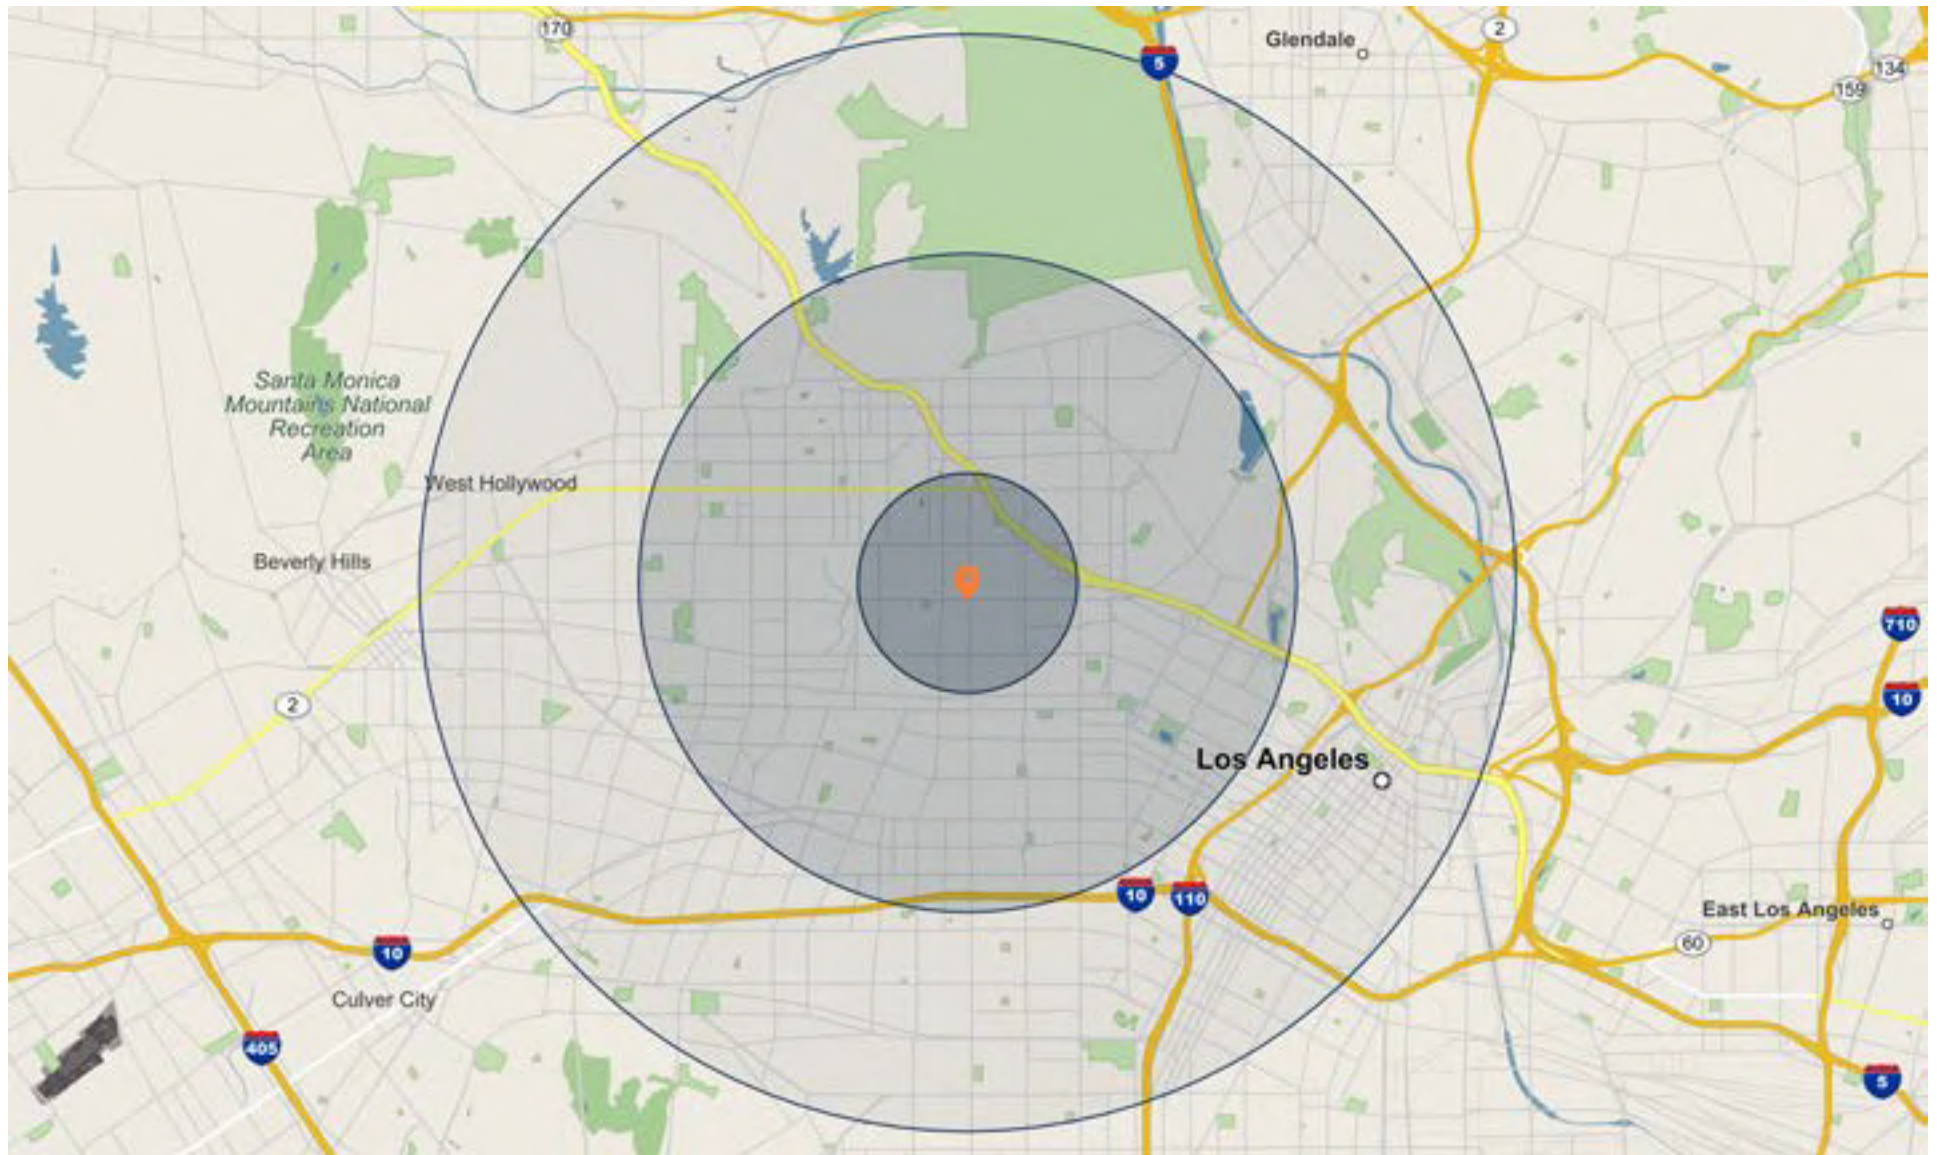 170
5
Glendale
2
134
159
Santa Monica
Mountains National
Recreation
Area
West Hollywood
Beverly Hills
710
10
2
Los Angeles
10
110
East Los Angeles
60
10
Culver City
405
5